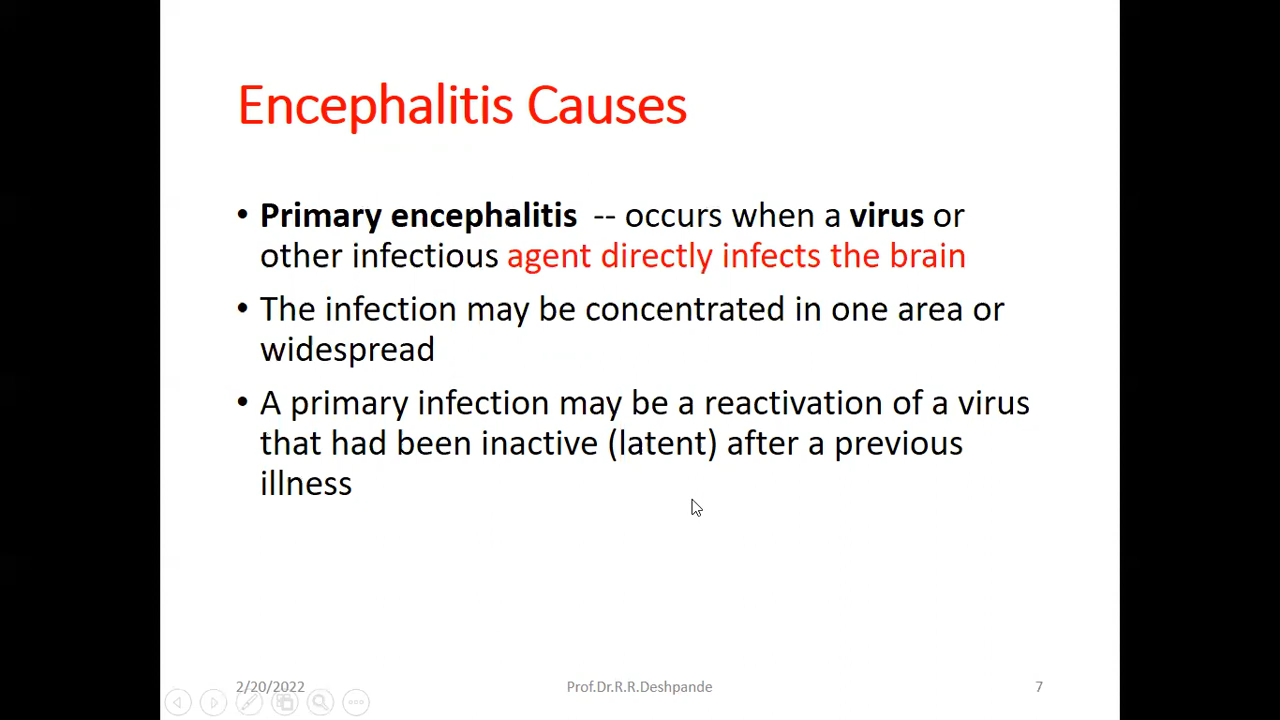 Encephalitis Causes
• Primary encephalitis -- occurs when a virus or
other infectious agent directly infects the brain
• The infection may be concentrated in one area or
widespread
• A primary infection may be a reactivation of a virus
that had been inactive (latent) after a previous
illness
2/20/2022 Prof.Dr.R.R.Deshpande 7